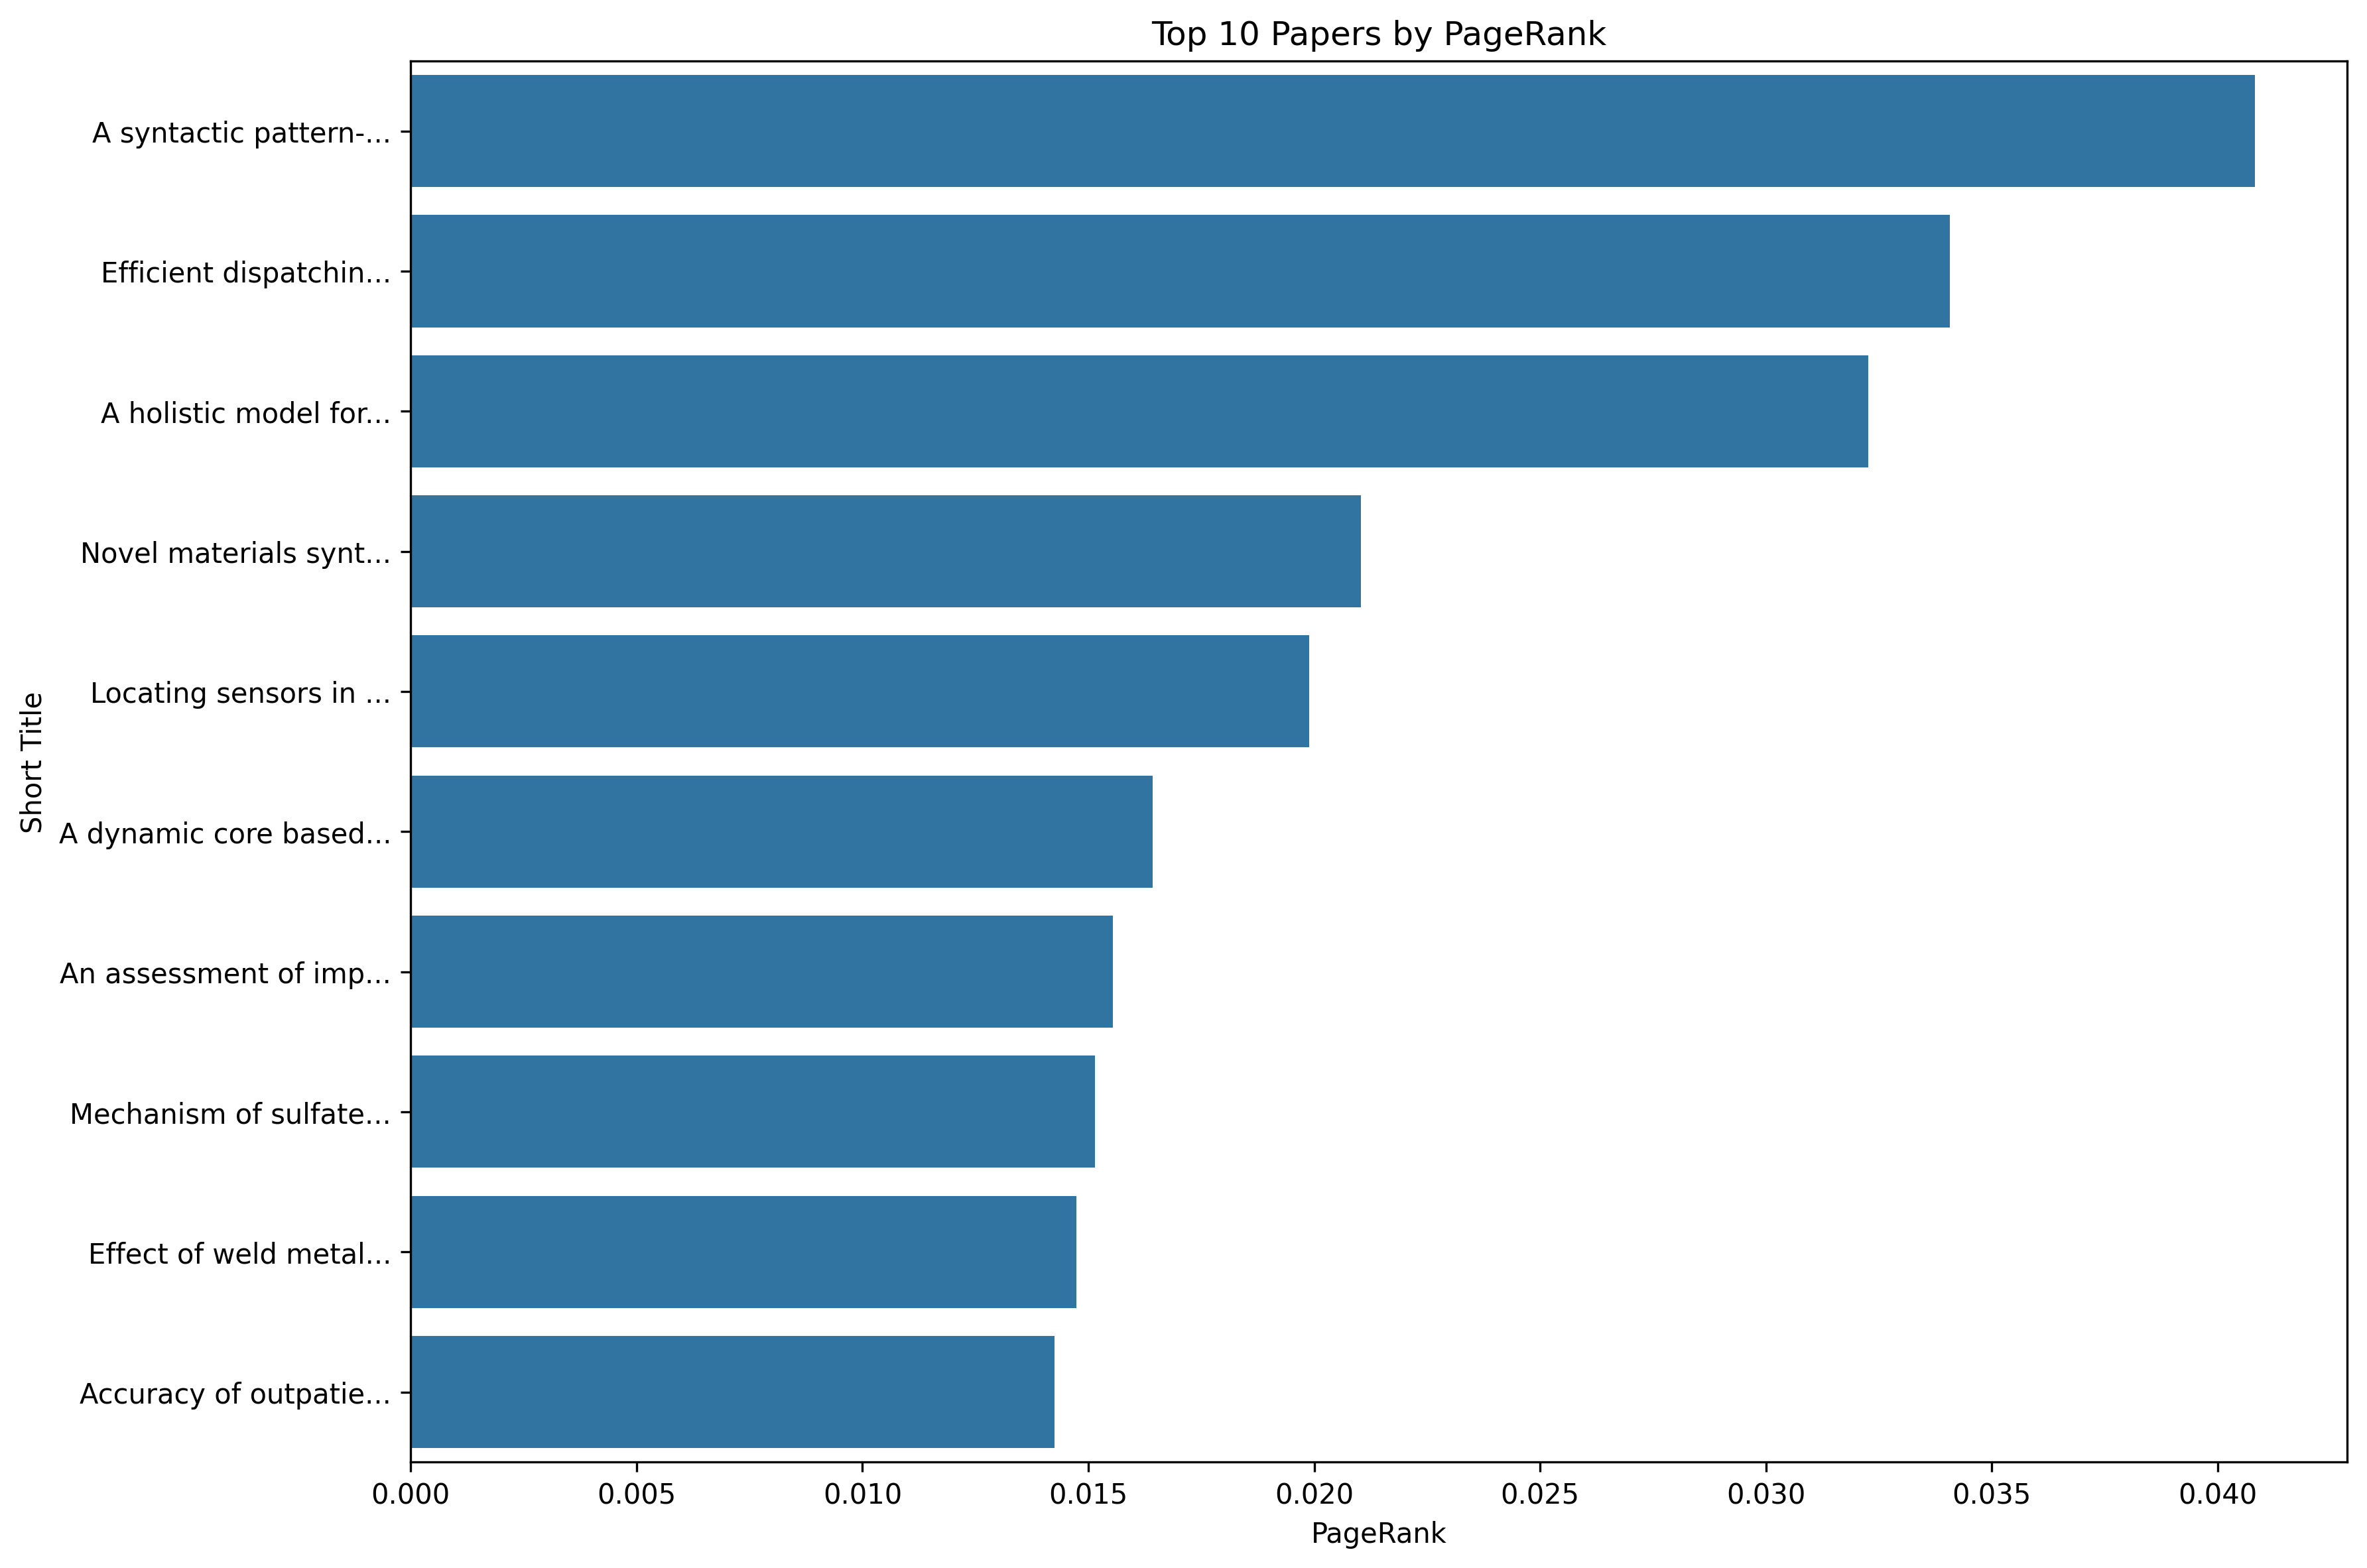 Top 10 Papers by PageRank
Short Title
A syntactic pattern-...
Efficient dispatchin...
A holistic model for...
Novel materials synt...
Locating sensors in ...
A dynamic core based...
An assessment of imp...
Mechanism of sulfate...
Effect of weld metal...
Accuracy of outpatie...
0.000 0.005 0.010 0.015 0.020 0.025 0.030 0.035 0.040
PageRank